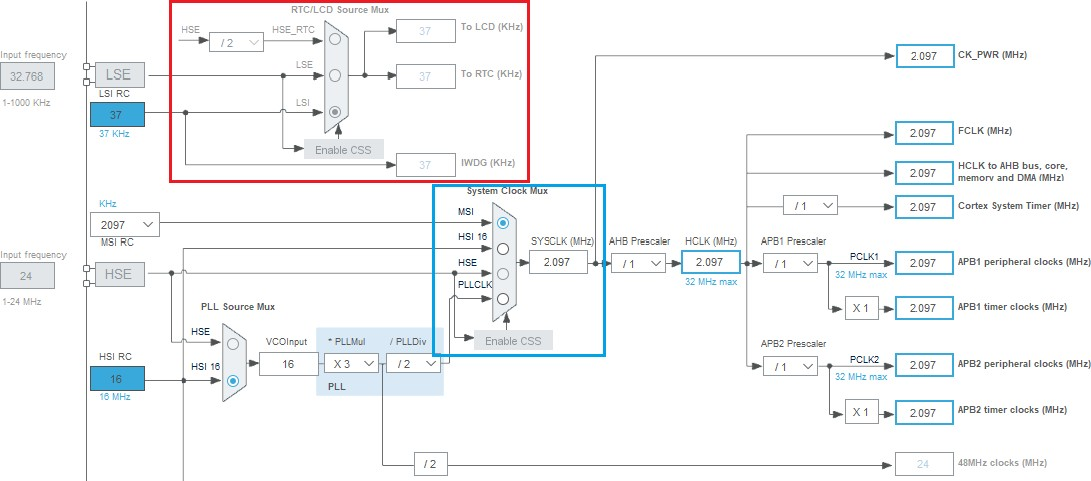 RTC/LCD Source Mux
HSE
/ 2
HSE_RTC
37
To LCD (KHz)
Input frequency
32.768
1-1000 KHz
LSE
LSE
37
To RTC (KHz)
2.097
CK_PWR (MHz)
LSI RC
37
37 KHz
LSI
Enable CSS
37
IWDG (KHz)
2.097
FCLK (MHz)
2.097
HCLK to AHB bus, core,
memory and DMA (MHz)
/ 1
2.097
Cortex System Timer (MHz)
System Clock Mux
KHz
2097
MSI RC
MSI
HSI 16
HSE
PLLCLK
SYSCLK (MHz)
2.097
AHB Prescaler
/ 1
HCLK (MHz)
2.097
32 MHz max
APB1 Prescaler
/ 1
PCLK1
32 MHz max
2.097
APB1 peripheral clocks (MHz)
X 1
2.097
APB1 timer clocks (MHz)
Input frequency
24
1-24 MHz
HSE
PLL Source Mux
HSE
HSI 16
VCOInput
16
* PLLMul
X 3
/ PLLDiv
/ 2
PLL
Enable CSS
HSI RC
16
16 MHz
APB2 Prescaler
/ 1
PCLK2
32 MHz max
2.097
APB2 peripheral clocks (MHz)
X 1
2.097
APB2 timer clocks (MHz)
/ 2
24
48MHz clocks (MHz)